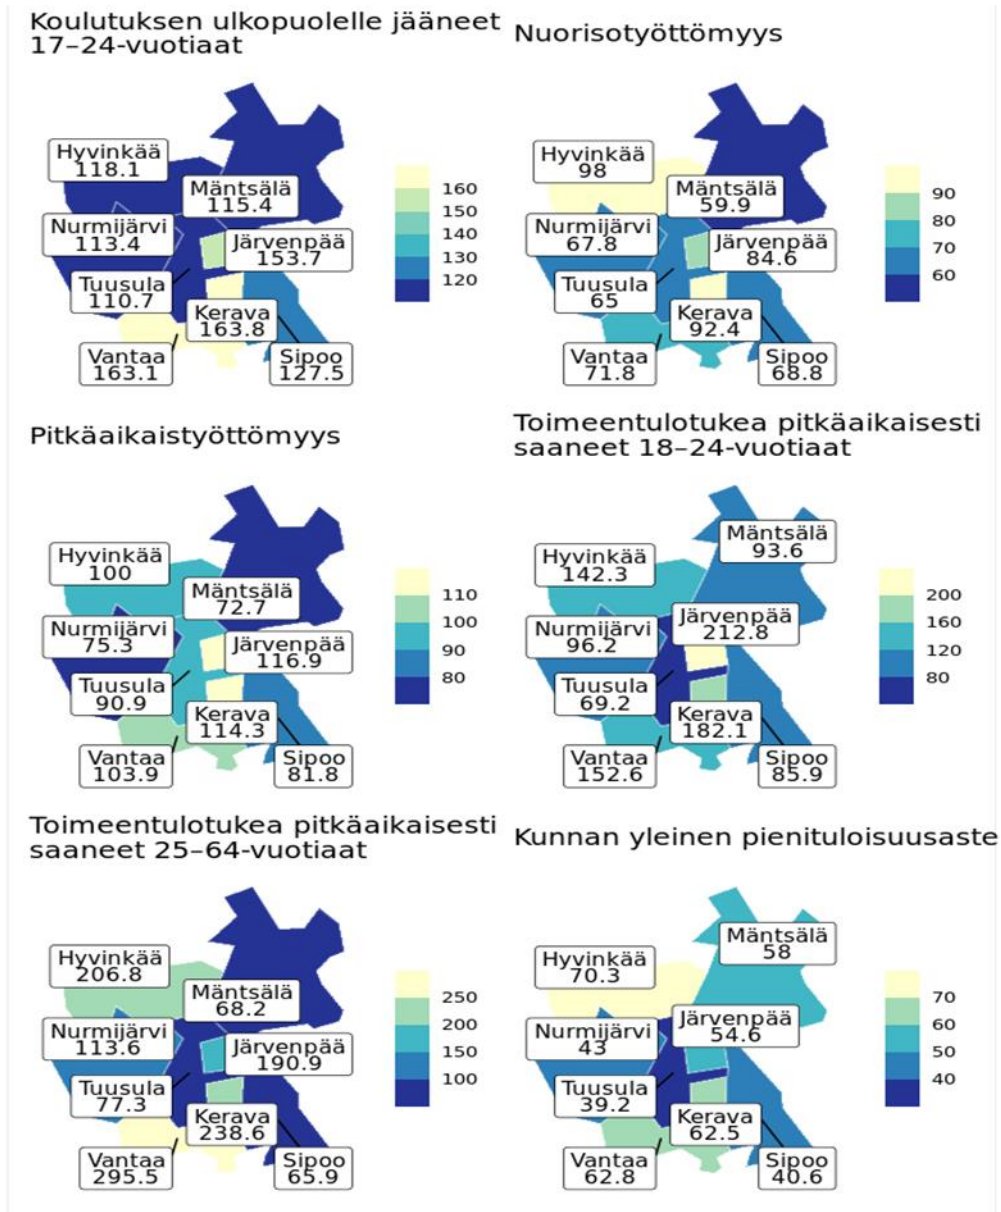 Koulutuksen ulkopuolelle jääneet
17–24-vuotiaat
Hyvinkää
118.1
Mäntsälä
115.4
Nurmijärvi
113.4
Järvenpää
153.7
Tuusula
110.7
Kerava
163.8
Vantaa
163.1
Sipoo
127.5
160
150
140
130
120
Nuorisotyöttömyys
Hyvinkää
98
Mäntsälä
59.9
Nurmijärvi
67.8
Järvenpää
84.6
Tuusula
65
Kerava
92.4
Vantaa
71.8
Sipoo
68.8
90
80
70
60
Pitkäaikaistyöttömyys
Hyvinkää
100
Mäntsälä
72.7
Nurmijärvi
75.3
Järvenpää
116.9
Tuusula
90.9
Kerava
114.3
Vantaa
103.9
Sipoo
81.8
110
100
90
80
Toimeentulotukea pitkäaikaisesti
saaneet 18–24-vuotiaat
Mäntsälä
93.6
Hyvinkää
142.3
Järvenpää
212.8
Nurmijärvi
96.2
Tuusula
69.2
Kerava
182.1
Vantaa
152.6
Sipoo
85.9
200
160
120
80
Toimeentulotukea pitkäaikaisesti
saaneet 25–64-vuotiaat
Hyvinkää
206.8
Mäntsälä
68.2
Nurmijärvi
113.6
Järvenpää
190.9
Tuusula
77.3
Kerava
238.6
Vantaa
295.5
Sipoo
65.9
250
200
150
100
Kunnan yleinen pienituloisuusaste
Mäntsälä
58
Hyvinkää
70.3
Järvenpää
54.6
Nurmijärvi
43
Tuusula
39.2
Kerava
62.5
Vantaa
62.8
Sipoo
40.6
70
60
50
40